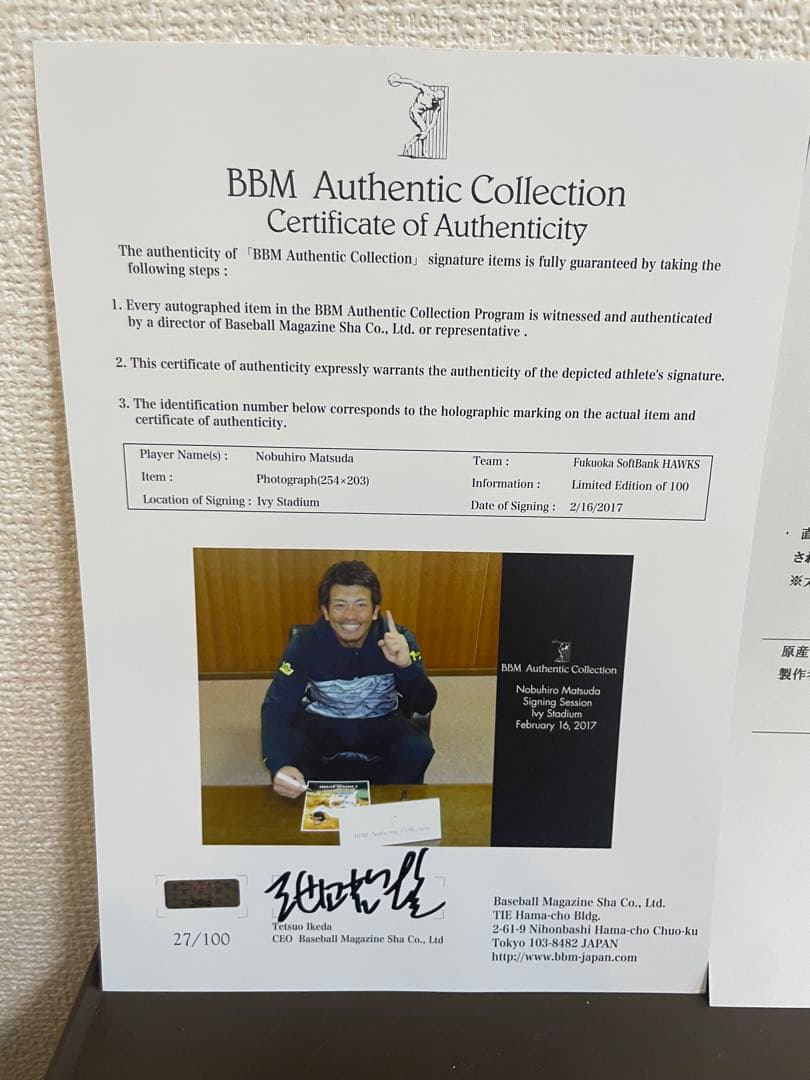 BBM Authentic Collection
Certificate of Authenticity
The authenticity of 「BBM Authentic Collection」 signature items is fully guaranteed by taking the
following steps :
1. Every autographed item in the BBM Authentic Collection Program is witnessed and authenticated
by a director of Baseball Magazine Sha Co., Ltd. or representative .
2. This certificate of authenticity expressly warrants the authenticity of the depicted athlete's signature.
3. The identification number below corresponds to the holographic marking on the actual item and
certificate of authenticity.
Player Name(s) : Nobuhiro Matsuda Team : Fukuoka SoftBank HAWKS
Item : Photograph(254×203) Information : Limited Edition of 100
Location of Signing : Ivy Stadium Date of Signing : 2/16/2017
BBM Authentic Collection
Nobuhiro Matsuda
Signing Session
Ivy Stadium
February 16, 2017
BBM Authentic Collection
27/100
Tetsuo Ikeda
CEO Baseball Magazine Sha Co., Ltd
Baseball Magazine Sha Co., Ltd.
TIE Hama-cho Bldg.
2-61-9 Nihonbashi Hama-cho Chuo-ku
Tokyo 103-8482 JAPAN
http://www.bbm-japan.com
・直
さ
※
原産
製作